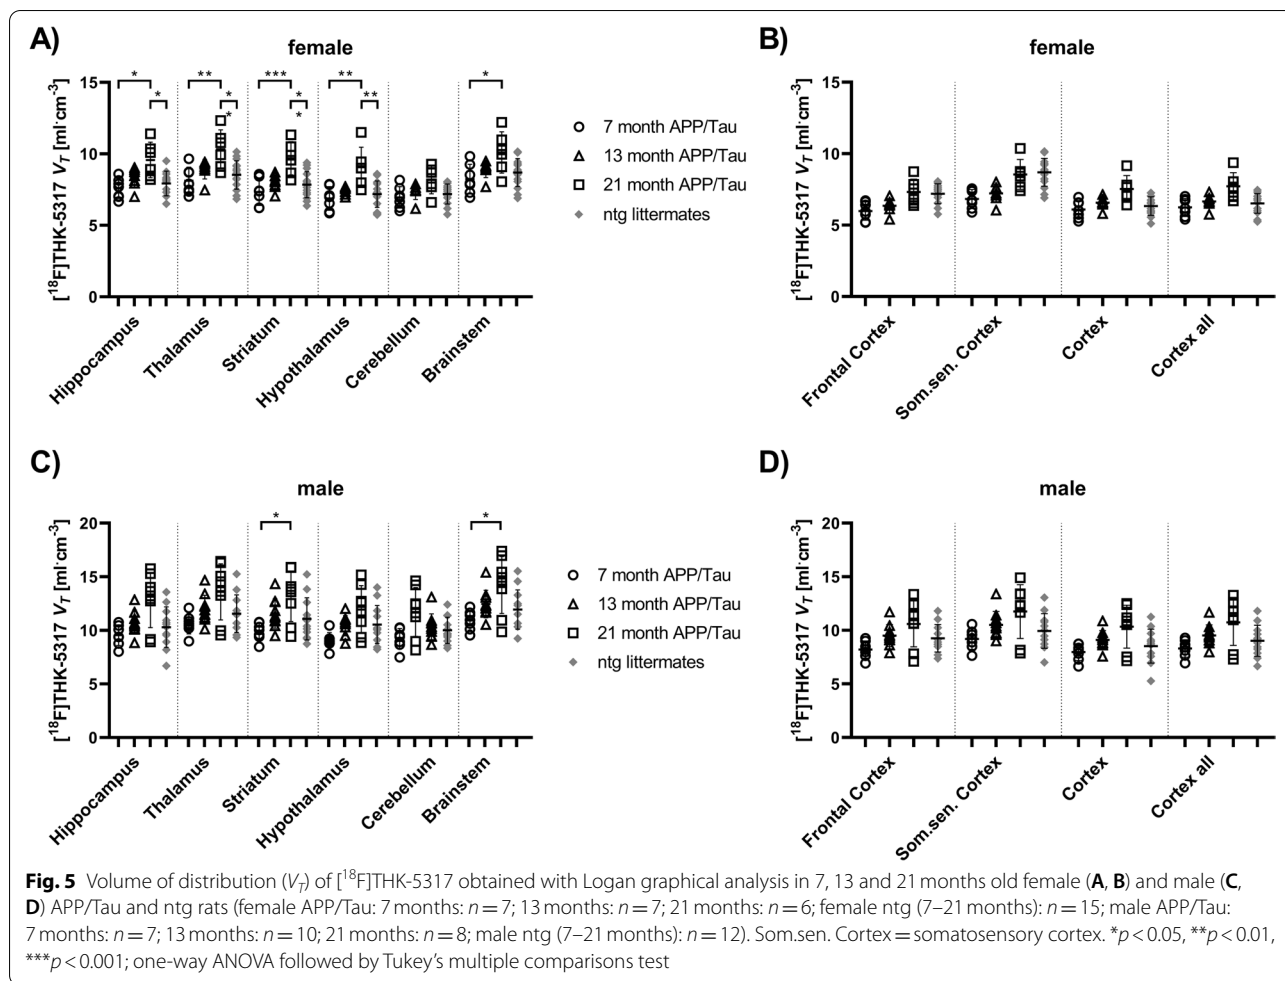 A)
female
[¹⁸F]THK-5317 V_T [ml·cm⁻³]
15
10
5
0
* * ** * * *** * * ** ** *
Hippocampus
Thalamus
Striatum
Hypothalamus
Cerebellum
Brainstem
7 month APP/Tau
13 month APP/Tau
21 month APP/Tau
ntg littermates
B)
female
[¹⁸F]THK-5317 V_T [ml·cm⁻³]
15
10
5
0
Frontal Cortex
Som.sen. Cortex
Cortex
Cortex all
C)
male
[¹⁸F]THK-5317 V_T [ml·cm⁻³]
20
15
10
5
0
* *
Hippocampus
Thalamus
Striatum
Hypothalamus
Cerebellum
Brainstem
7 month APP/Tau
13 month APP/Tau
21 month APP/Tau
ntg littermates
D)
male
[¹⁸F]THK-5317 V_T [ml·cm⁻³]
20
15
10
5
0
Frontal Cortex
Som.sen. Cortex
Cortex
Cortex all
Fig. 5 Volume of distribution (V_T) of [¹⁸F]THK-5317 obtained with Logan graphical analysis in 7, 13 and 21 months old female (A, B) and male (C,
D) APP/Tau and ntg rats (female APP/Tau: 7 months: n = 7; 13 months: n = 7; 21 months: n = 6; female ntg (7–21 months): n = 15; male APP/Tau:
7 months: n = 7; 13 months: n = 10; 21 months: n = 8; male ntg (7–21 months): n = 12). Som.sen. Cortex = somatosensory cortex. *p < 0.05, **p < 0.01,
***p < 0.001; one-way ANOVA followed by Tukey's multiple comparisons test